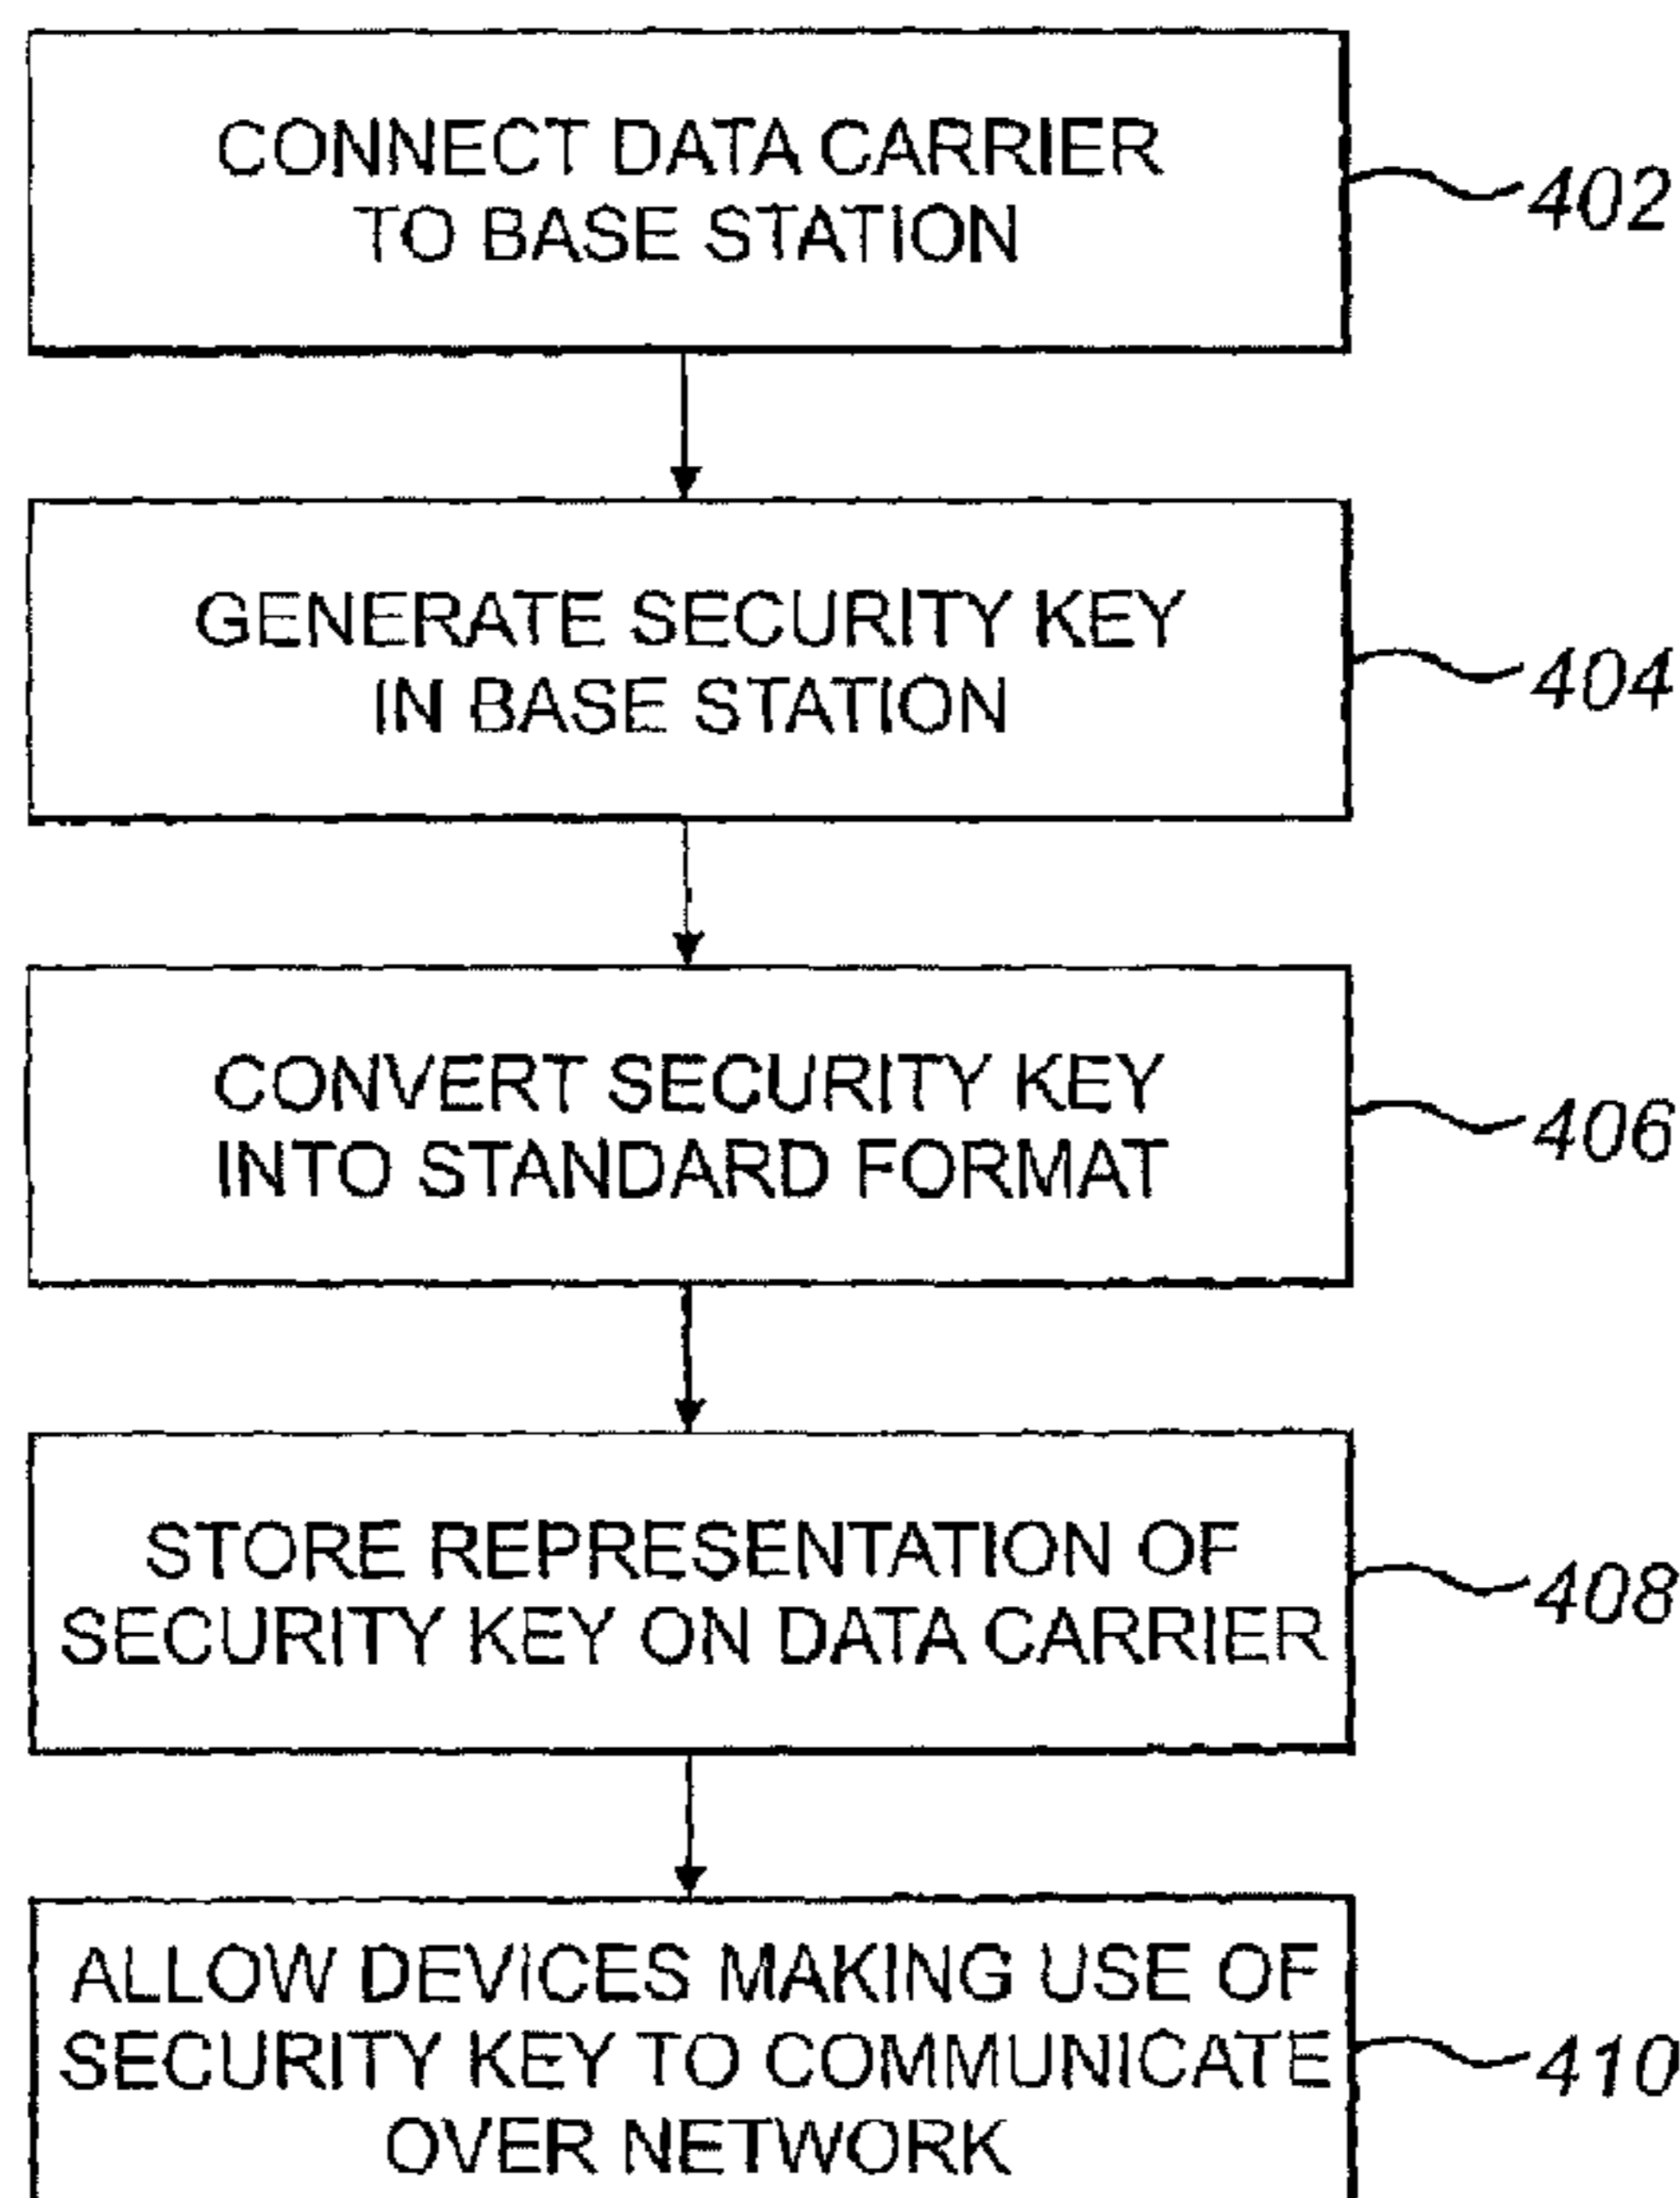 CONNECT DATA CARRIER
TO BASE STATION
402
GENERATE SECURITY KEY
IN BASE STATION
404
CONVERT SECURITY KEY
INTO STANDARD FORMAT
406
STORE REPRESENTATION OF
SECURITY KEY ON DATA CARRIER
408
ALLOW DEVICES MAKING USE OF
SECURITY KEY TO COMMUNICATE
OVER NETWORK
410